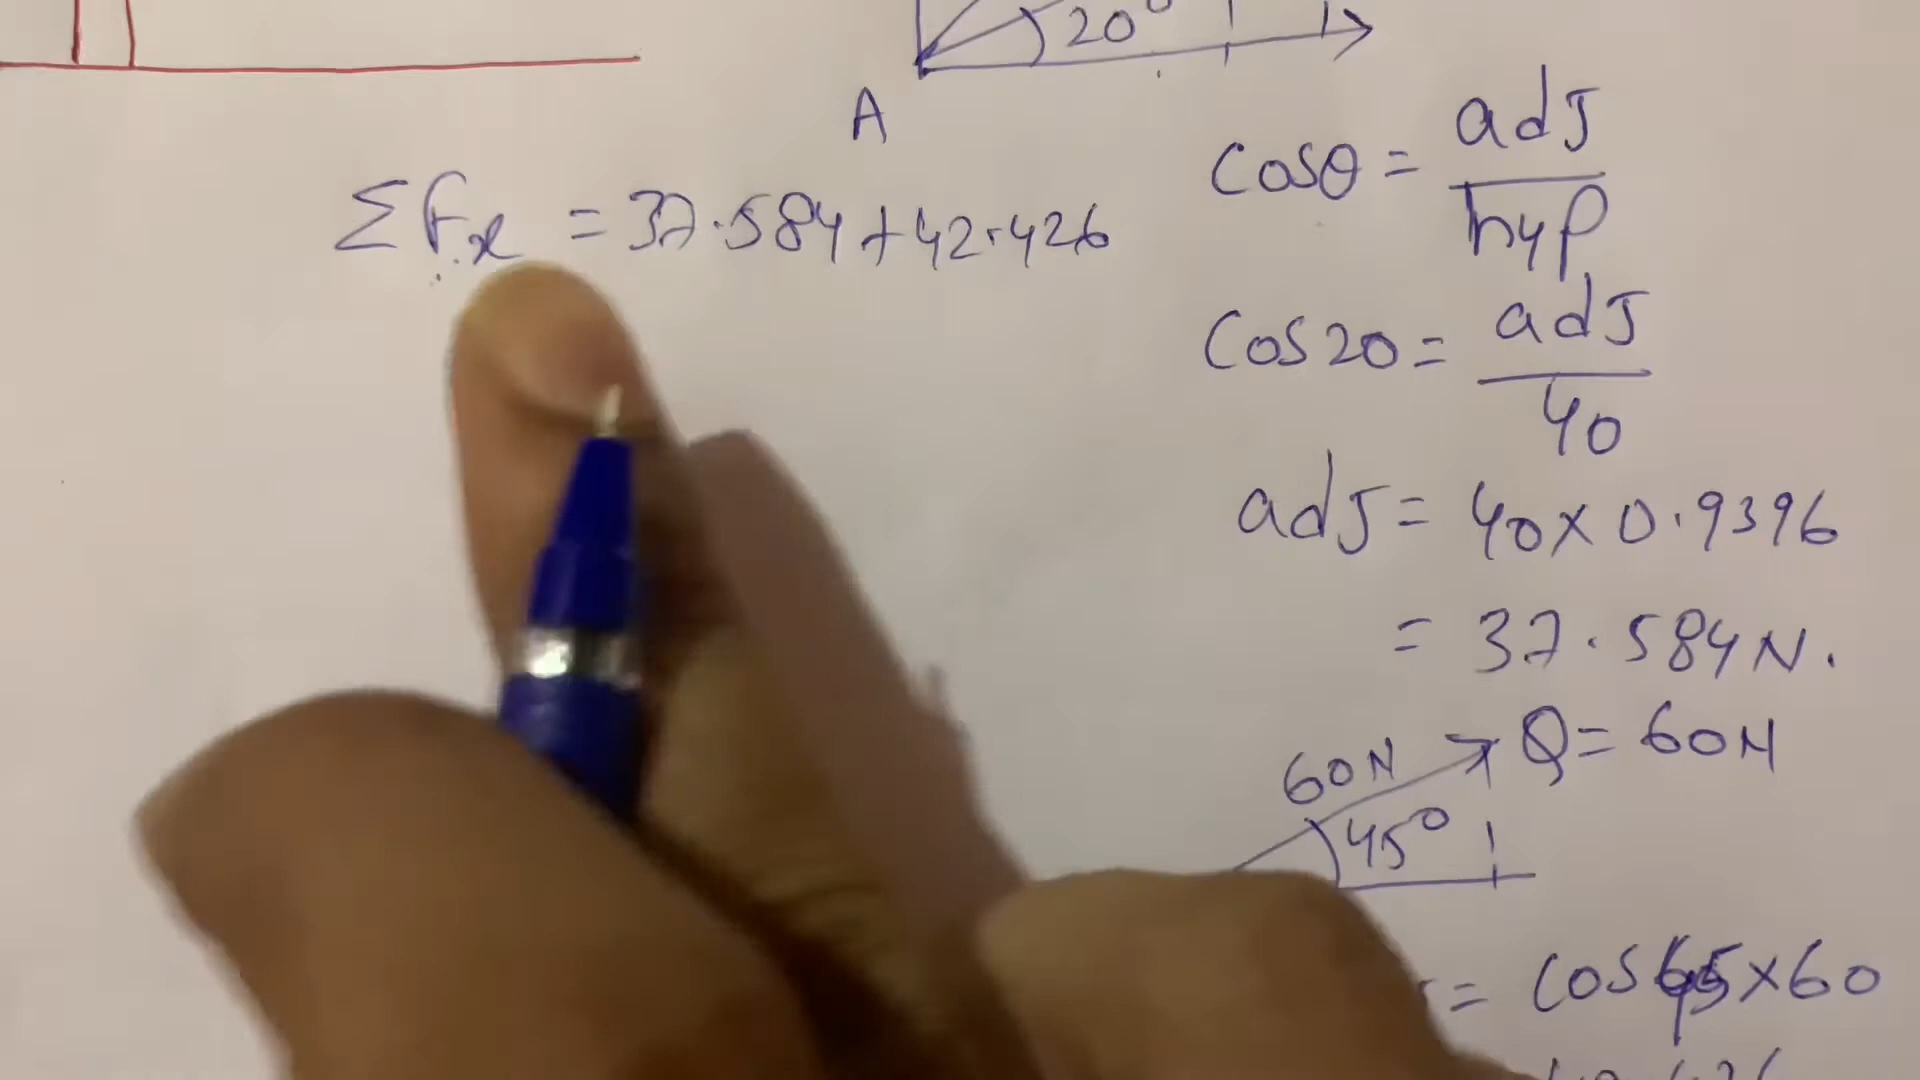 20°
A
ΣFx = 37.584+42.426
cosθ = adj/hyp
cos20 = adj/40
adj = 40×0.9396
= 37.584N.
60N Q=60N
45°
= cos45×60